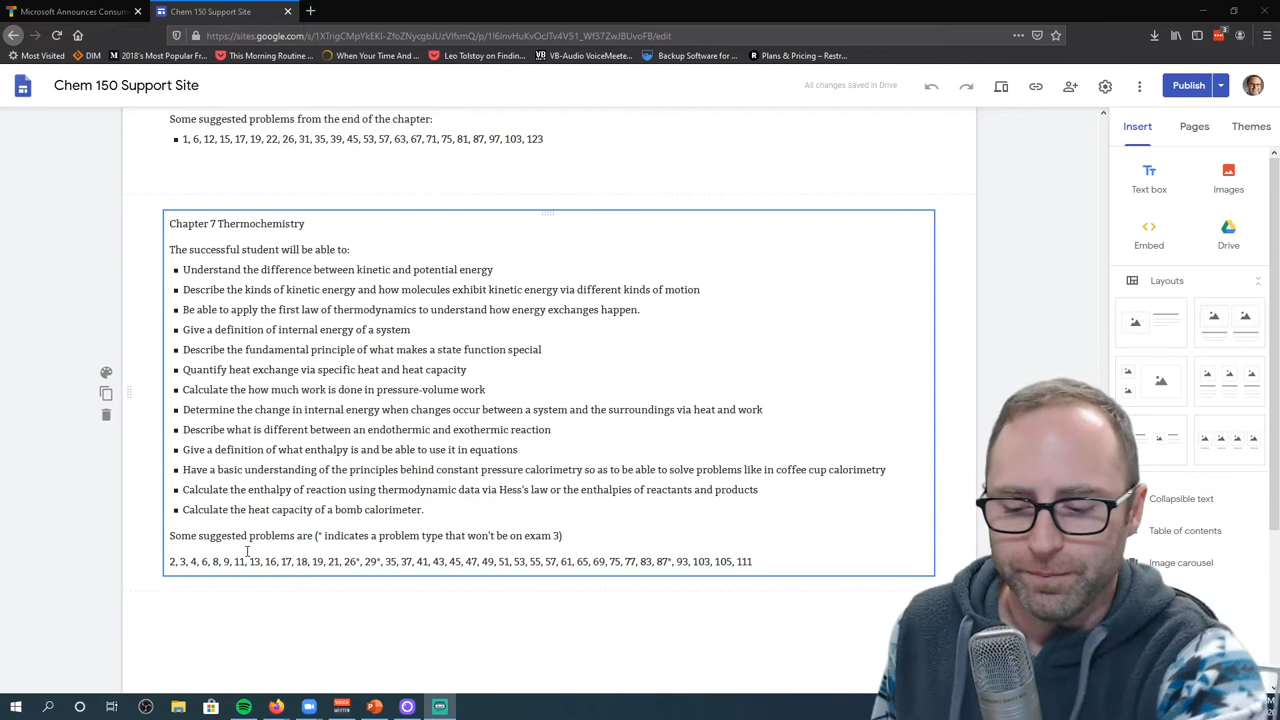 Microsoft Announces Consum
Chem 150 Support Site
https://sites.google.com/s/1XTrigCMpYkEKI-ZfoZNycgbJUzVlfxmQ/p/1I6InvHuKvOcJTv4V51_Wf37ZwJBUvoFB/edit
Most Visited
DIM
2018's Most Popular F...
This Morning Routine ...
When Your Time And ...
Leo Tolstoy on Findin...
VB-Audio VoiceMeete...
Backup Software for ...
Plans & Pricing – Restr...
Chem 150 Support Site
All changes saved in Drive
Publish
Insert
Pages
Themes
Text box
Images
Embed
Drive
Layouts
Collapsible text
Table of contents
Image carousel
Some suggested problems from the end of the chapter:
1, 6, 12, 15, 17, 19, 22, 26, 31, 35, 39, 45, 53, 57, 63, 67, 71, 75, 81, 87, 97, 103, 123
Chapter 7 Thermochemistry
The successful student will be able to:
Understand the difference between kinetic and potential energy
Describe the kinds of kinetic energy and how molecules exhibit kinetic energy via different kinds of motion
Be able to apply the first law of thermodynamics to understand how energy exchanges happen.
Give a definition of internal energy of a system
Describe the fundamental principle of what makes a state function special
Quantify heat exchange via specific heat and heat capacity
Calculate the how much work is done in pressure-volume work
Determine the change in internal energy when changes occur between a system and the surroundings via heat and work
Describe what is different between an endothermic and exothermic reaction
Give a definition of what enthalpy is and be able to use it in equations
Have a basic understanding of the principles behind constant pressure calorimetry so as to be able to solve problems like in coffee cup calorimetry
Calculate the enthalpy of reaction using thermodynamic data via Hess's law or the enthalpies of reactants and products
Calculate the heat capacity of a bomb calorimeter.
Some suggested problems are (* indicates a problem type that won't be on exam 3)
2, 3, 4, 6, 8, 9, 11, 13, 16, 17, 18, 19, 21, 26*, 29*, 35, 37, 41, 43, 45, 47, 49, 51, 53, 55, 57, 61, 65, 69, 75, 77, 83, 87*, 93, 103, 105, 111